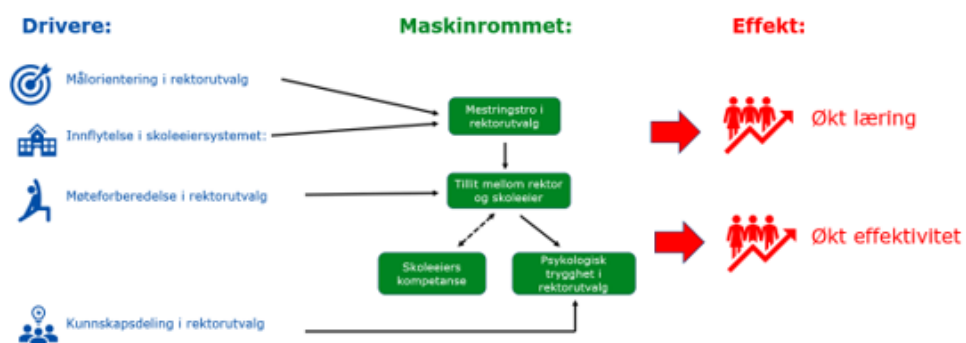 Drivere:
Maskinrommet:
Effekt:
Målorientering i rektorutvalg
Innflytelse i skoleeiersystemet:
Møteforberedelse i rektorutvalg
Kunnskapsdeling i rektorutvalg
Mestringstro i
rektorutvalg
Tillit mellom rektor
og skoleeier
Skoleeiers
kompetanse
Psykologisk
trygghet i
rektorutvalg
Økt læring
Økt effektivitet